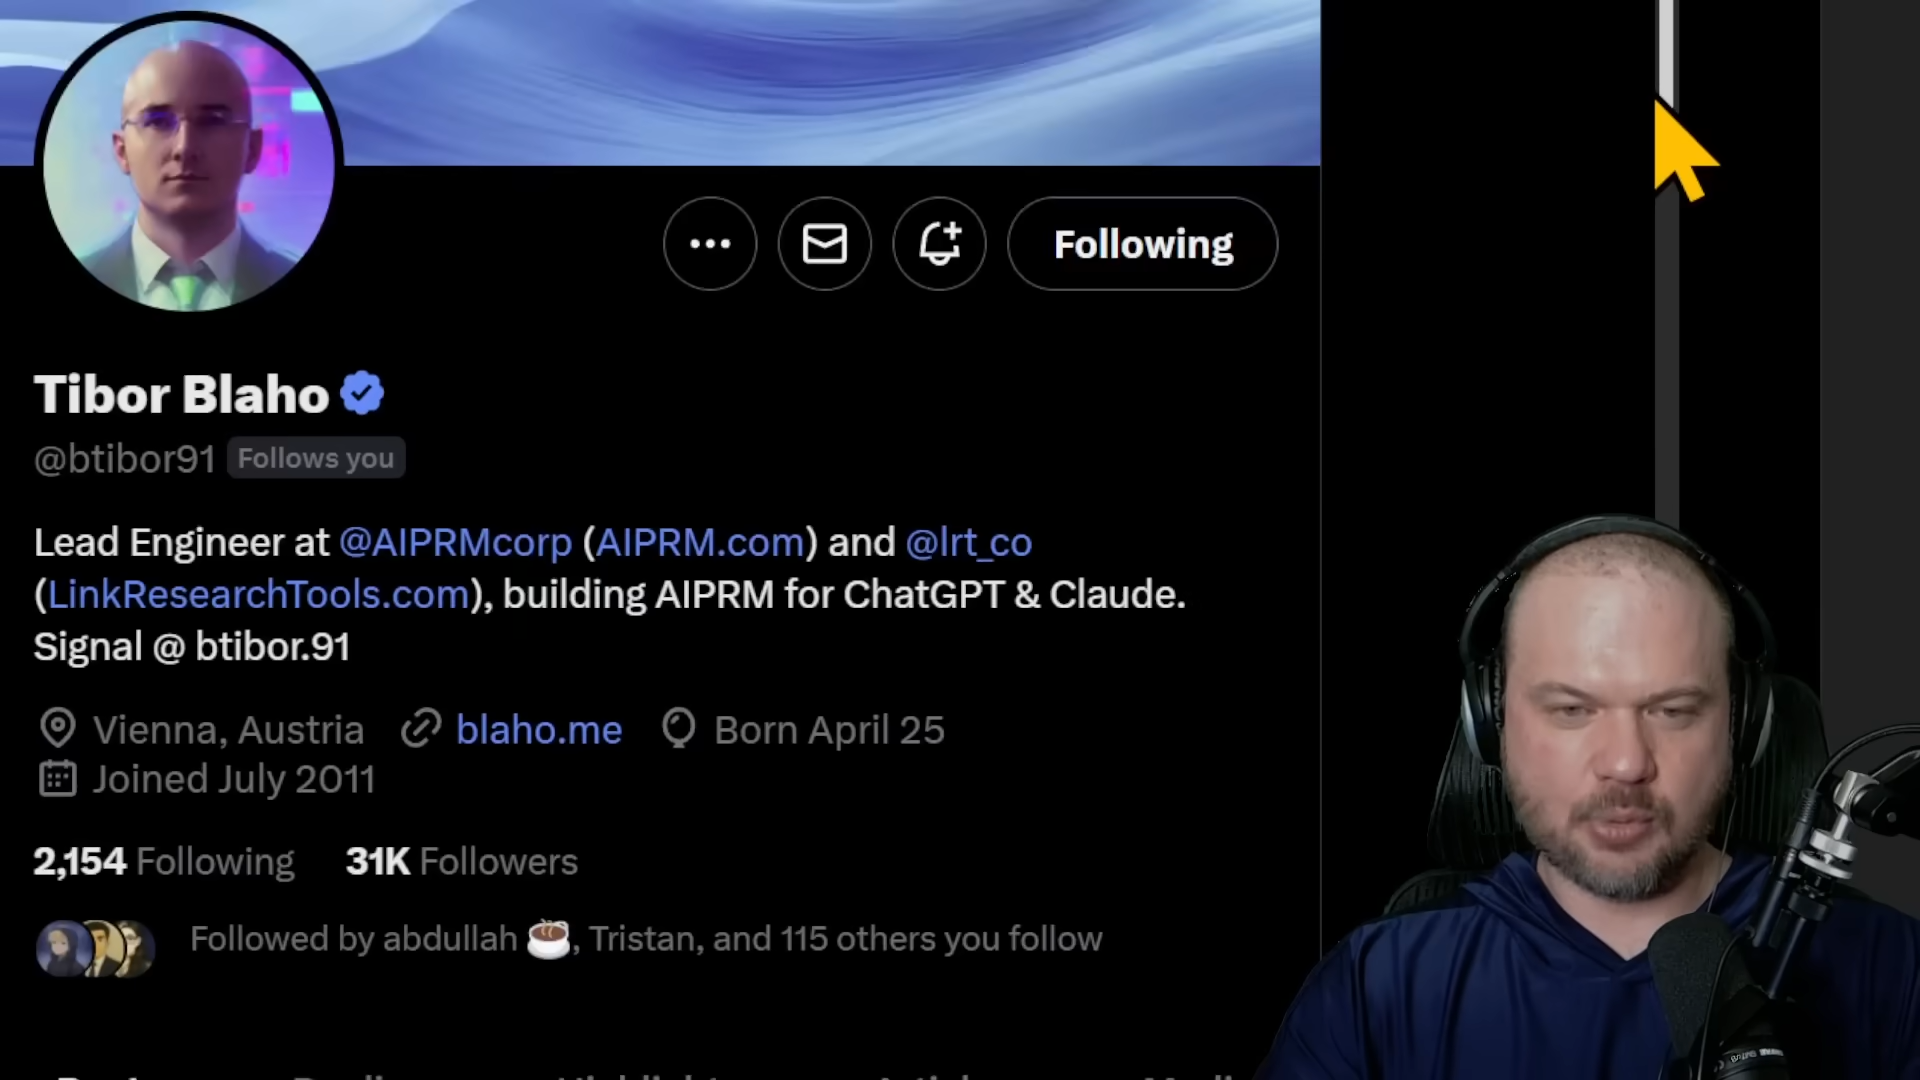 Following
Tibor Blaho
@btibor91 Follows you
Lead Engineer at @AIPRMcorp (AIPRM.com) and @lrt_co
(LinkResearchTools.com), building AIPRM for ChatGPT & Claude.
Signal @ btibor.91
Vienna, Austria blaho.me Born April 25
Joined July 2011
2,154 Following 31K Followers
Followed by abdullah ☕, Tristan, and 115 others you follow